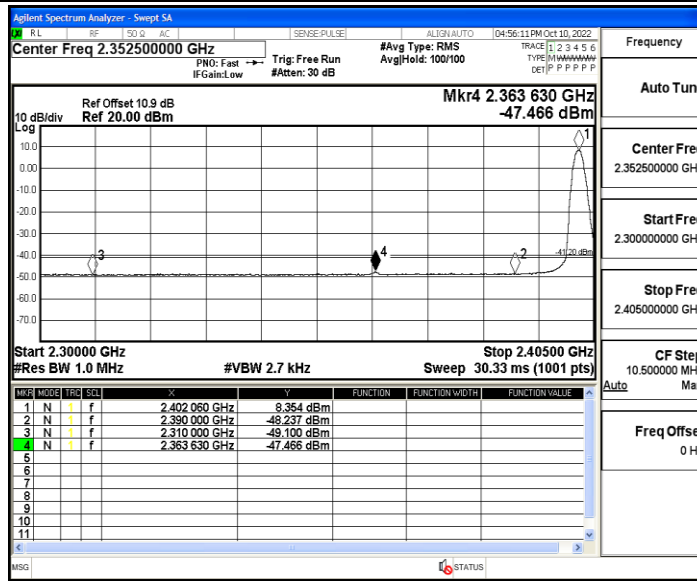 Agilent Spectrum Analyzer - Swept SA
RL RF 50 Ω AC SENSE:PULSE ALIGN AUTO 04:56:11 PM Oct 10, 2022
Center Freq 2.352500000 GHz
PNO: Fast
IFGain:Low
Trig: Free Run
#Atten: 30 dB
#Avg Type: RMS
Avg|Hold: 100/100
TRACE 1 2 3 4 5 6
TYPE MWWWWW
DET P P P P P P
Ref Offset 10.9 dB
10 dB/div Ref 20.00 dBm
Log
Mkr4 2.363 630 GHz
-47.466 dBm
10.0
0.00
-10.0
-20.0
-30.0
-40.0
-50.0
-60.0
-70.0
1
2
3
4
-41.20 dBm
Start 2.30000 GHz Stop 2.40500 GHz
#Res BW 1.0 MHz #VBW 2.7 kHz Sweep 30.33 ms (1001 pts)
MKR MODE TRC SCL X Y FUNCTION FUNCTION WIDTH FUNCTION VALUE
1 N 1 f 2.402 060 GHz 8.354 dBm
2 N 1 f 2.390 000 GHz -48.237 dBm
3 N 1 f 2.310 000 GHz -49.100 dBm
4 N 1 f 2.363 630 GHz -47.466 dBm
5
6
7
8
9
10
11
MSG STATUS
Frequency
Auto Tun
Center Fre
2.352500000 GH
Start Fre
2.300000000 GH
Stop Fre
2.405000000 GH
CF Step
10.500000 MH
Auto Ma
Freq Offse
0 H